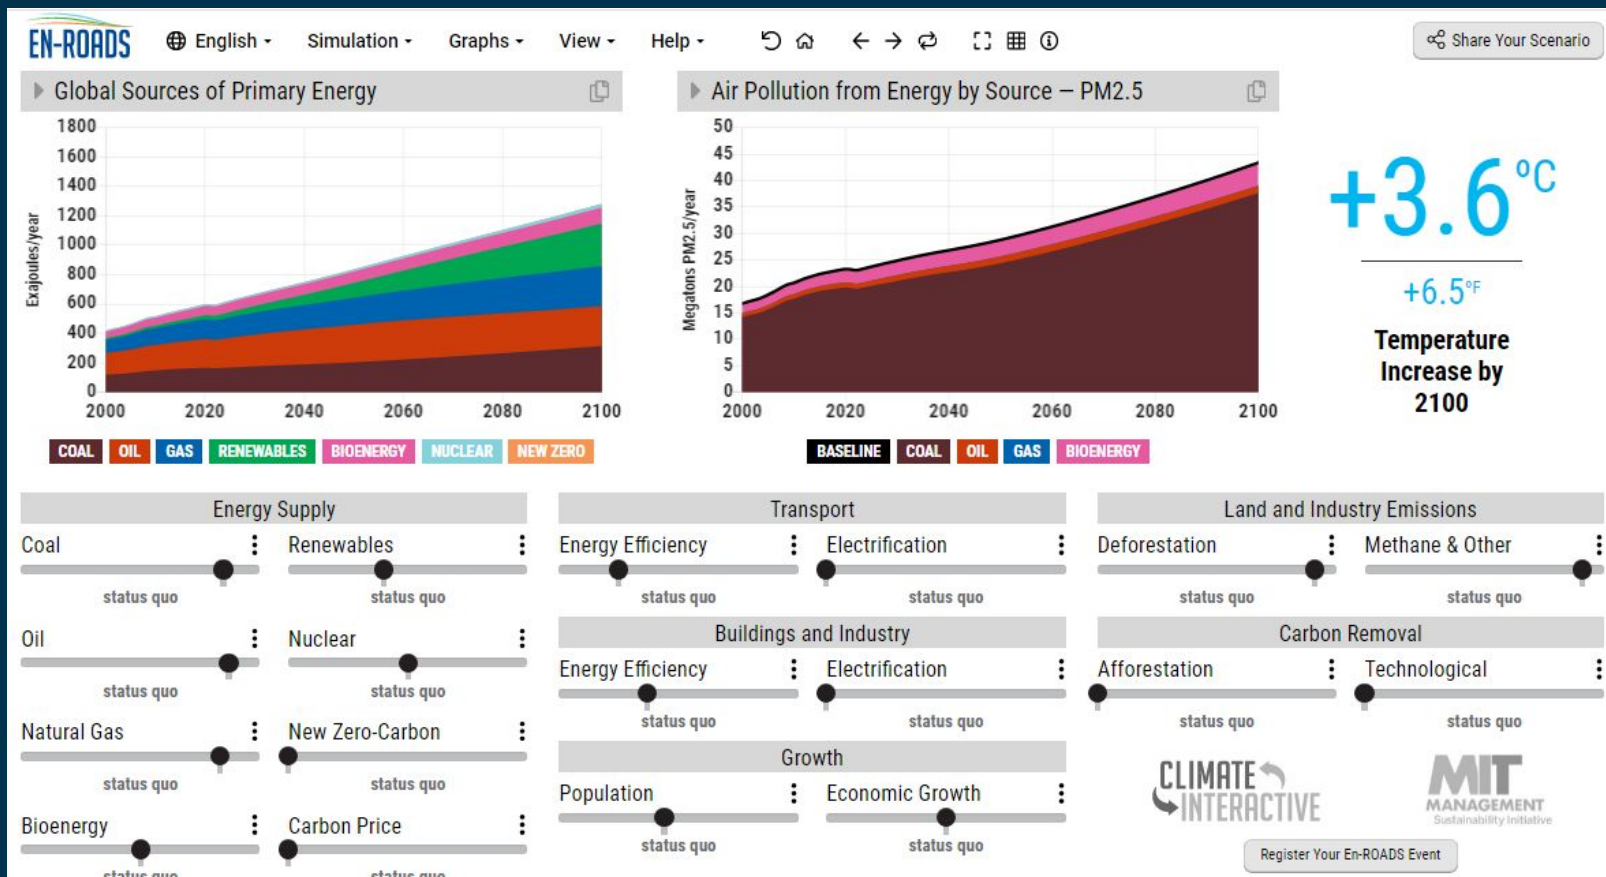 EN-ROADS English Simulation Graphs View Help Share Your Scenario
Global Sources of Primary Energy
Exajoules/year
1800
1600
1400
1200
1000
800
600
400
200
0
2000 2020 2040 2060 2080 2100
COAL OIL GAS RENEWABLES BIOENERGY NUCLEAR NEW ZERO
Air Pollution from Energy by Source – PM2.5
Megatons PM2.5/year
50
45
40
35
30
25
20
15
10
5
0
2000 2020 2040 2060 2080 2100
BASELINE COAL OIL GAS BIOENERGY
+3.6°C
+6.5°F
Temperature
Increase by
2100
Energy Supply
Coal Renewables
status quo status quo
Oil Nuclear
status quo status quo
Natural Gas New Zero-Carbon
status quo status quo
Bioenergy Carbon Price
status quo status quo
Transport
Energy Efficiency Electrification
status quo status quo
Buildings and Industry
Energy Efficiency Electrification
status quo status quo
Growth
Population Economic Growth
status quo status quo
Land and Industry Emissions
Deforestation Methane & Other
status quo status quo
Carbon Removal
Afforestation Technological
status quo status quo
CLIMATE
INTERACTIVE
MIT
MANAGEMENT
Sustainability Initiative
Register Your En-ROADS Event